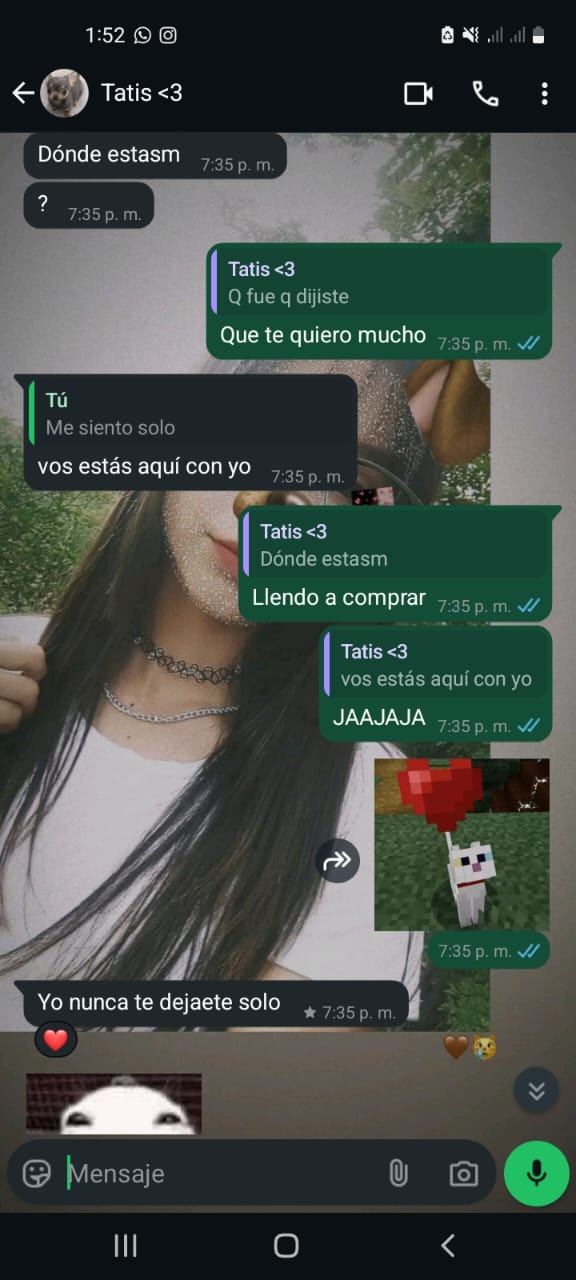 1:52
Tatis <3
Dónde estasm 7:35 p. m.
? 7:35 p. m.
Tatis <3
Q fue q dijiste
Que te quiero mucho 7:35 p. m.
Tú
Me siento solo
vos estás aquí con yo 7:35 p. m.
Tatis <3
Dónde estasm
Llendo a comprar 7:35 p. m.
Tatis <3
vos estás aquí con yo
JAAJAJA 7:35 p. m.
7:35 p. m.
Yo nunca te dejaete solo 7:35 p. m.
Mensaje